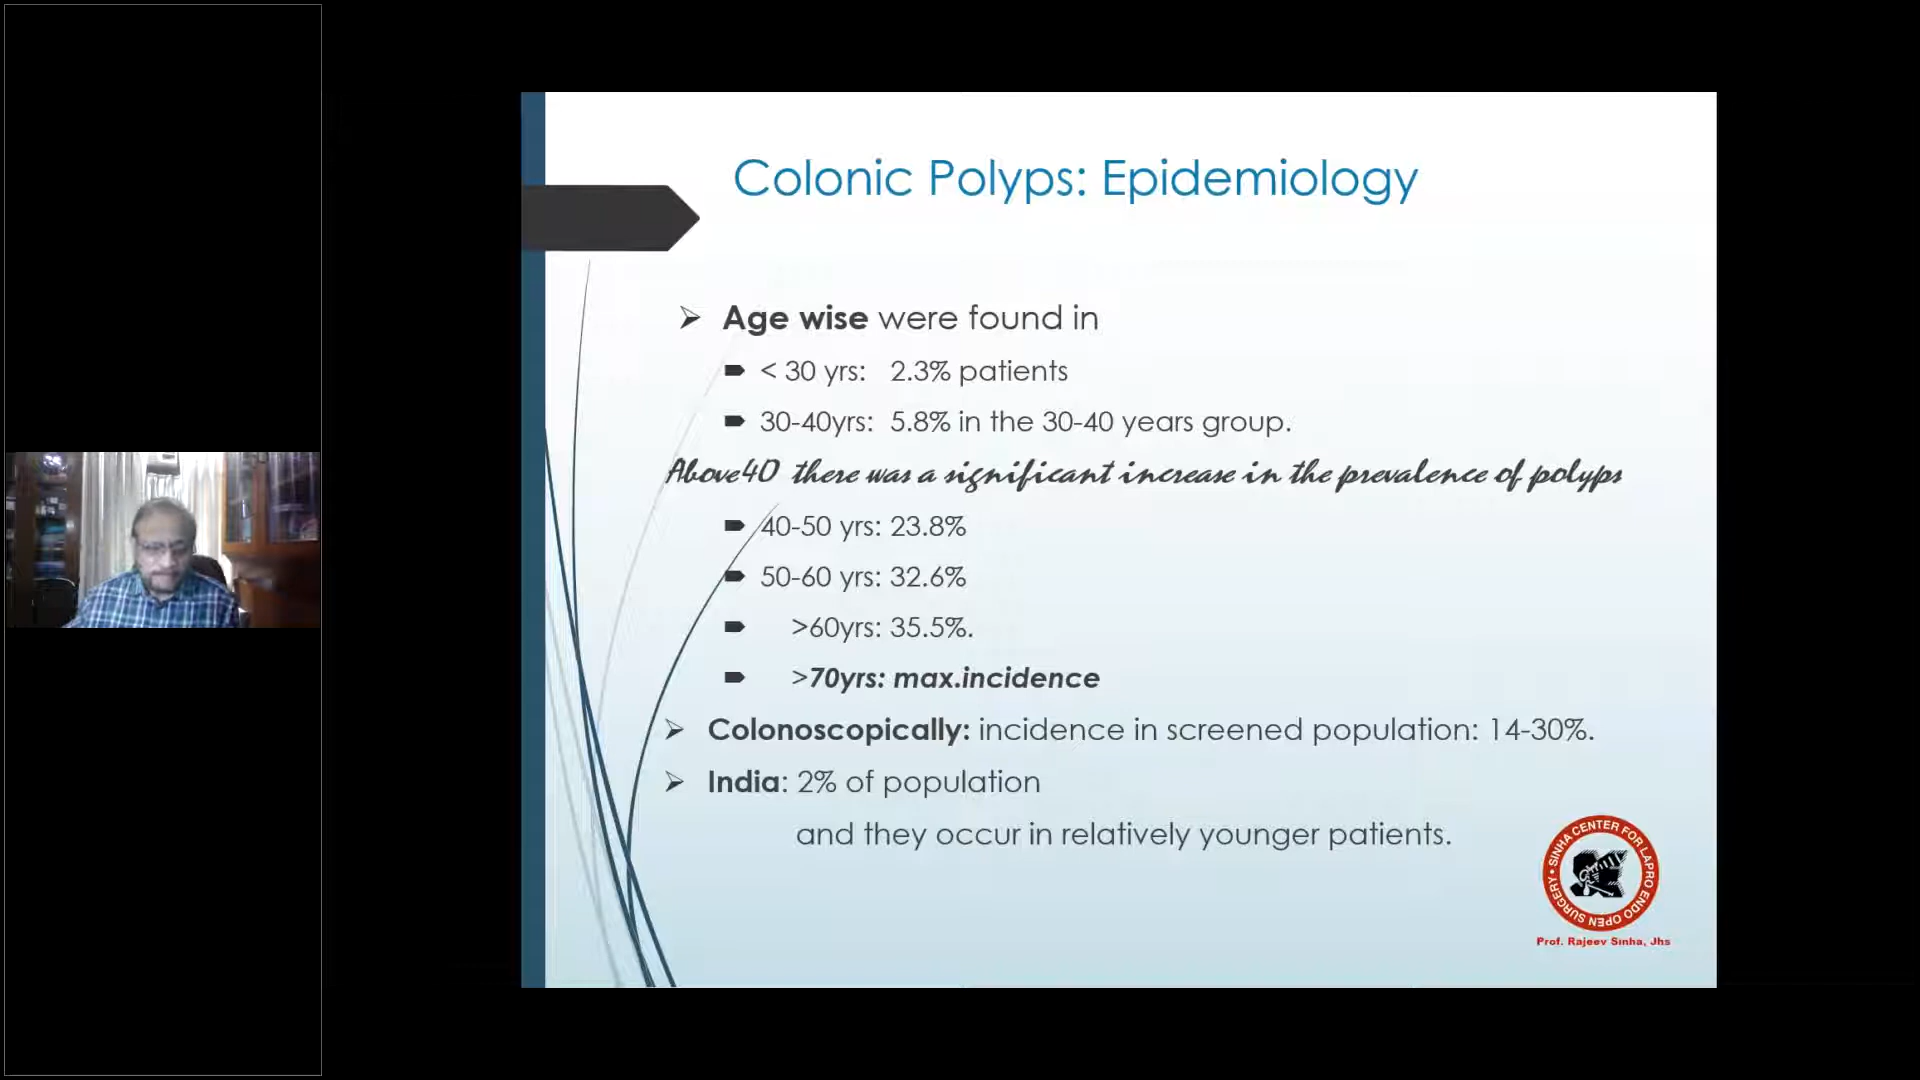 Colonic Polyps: Epidemiology
Age wise were found in
< 30 yrs: 2.3% patients
30-40yrs: 5.8% in the 30-40 years group.
Above40 there was a significant increase in the prevalence of polyps
40-50 yrs: 23.8%
50-60 yrs: 32.6%
>60yrs: 35.5%.
>70yrs: max.incidence
Colonoscopically: incidence in screened population: 14-30%.
India: 2% of population
and they occur in relatively younger patients.
SINHA CENTER FOR LAPRO ENDO OPEN SURGERY
Prof. Rajeev Sinha, Jhs